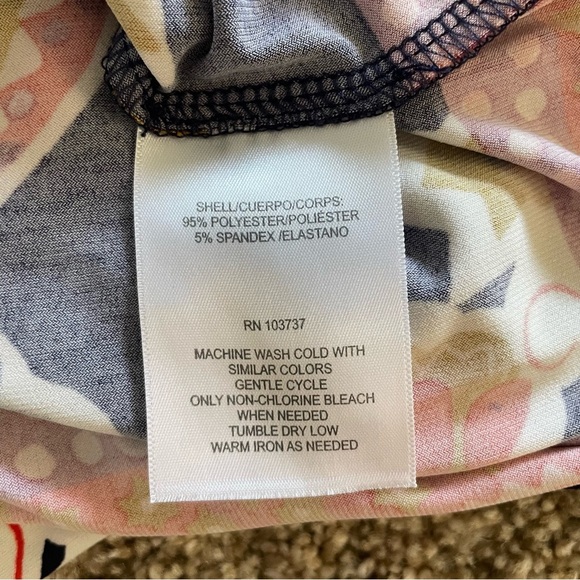 SHELL/CUERPO/CORPS:
95% POLYESTER/POLIÉSTER
5% SPANDEX /ELASTANO
RN 103737
MACHINE WASH COLD WITH
SIMILAR COLORS
GENTLE CYCLE
ONLY NON-CHLORINE BLEACH
WHEN NEEDED
TUMBLE DRY LOW
WARM IRON AS NEEDED